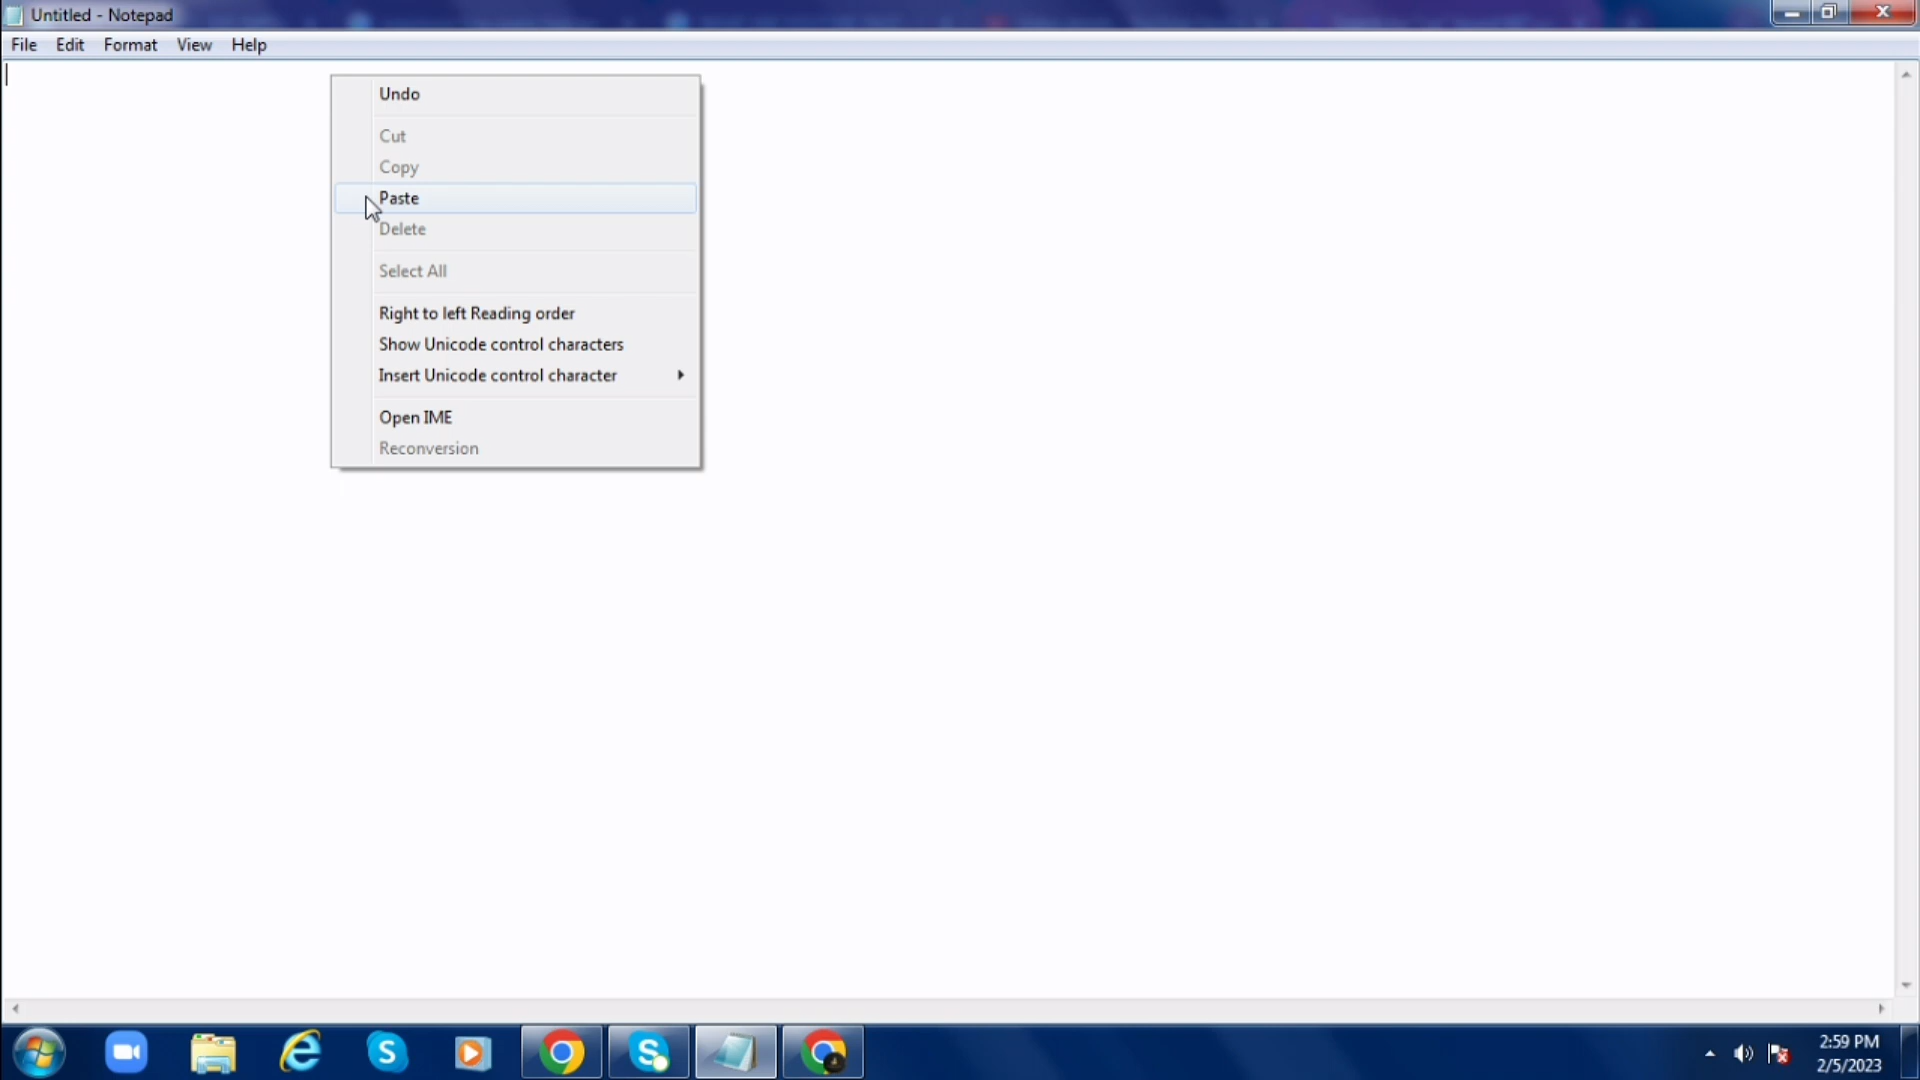 Untitled - Notepad
File Edit Format View Help
Undo
Cut
Copy
Paste
Delete
Select All
Right to left Reading order
Show Unicode control characters
Insert Unicode control character
Open IME
Reconversion
2:59 PM
2/5/2023